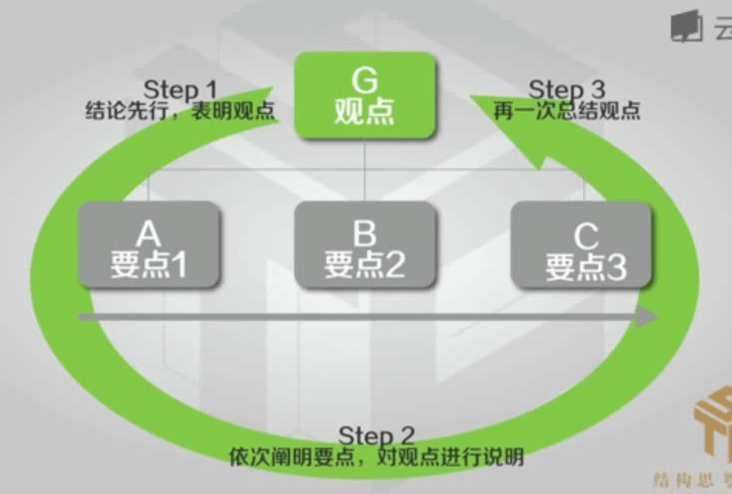 云
Step 1
结论先行，表明观点
G
观点
Step 3
再一次总结观点
A
要点1
B
要点2
C
要点3
Step 2
依次阐明要点，对观点进行说明
结构思考